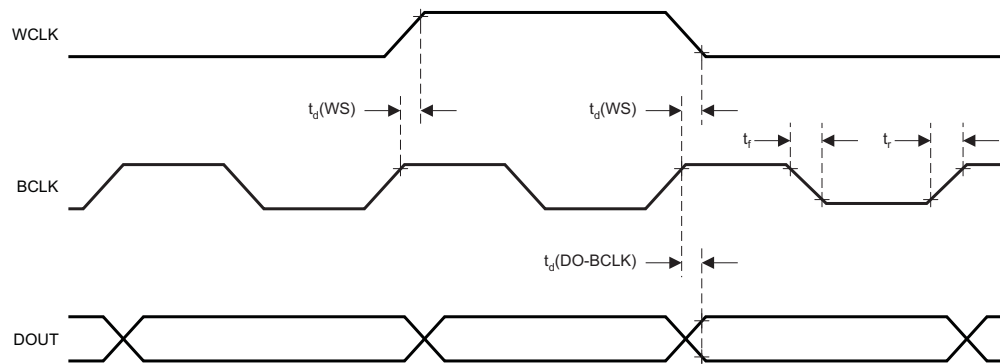 WCLK
td(WS)
td(WS)
tf
tr
BCLK
td(DO-BCLK)
DOUT